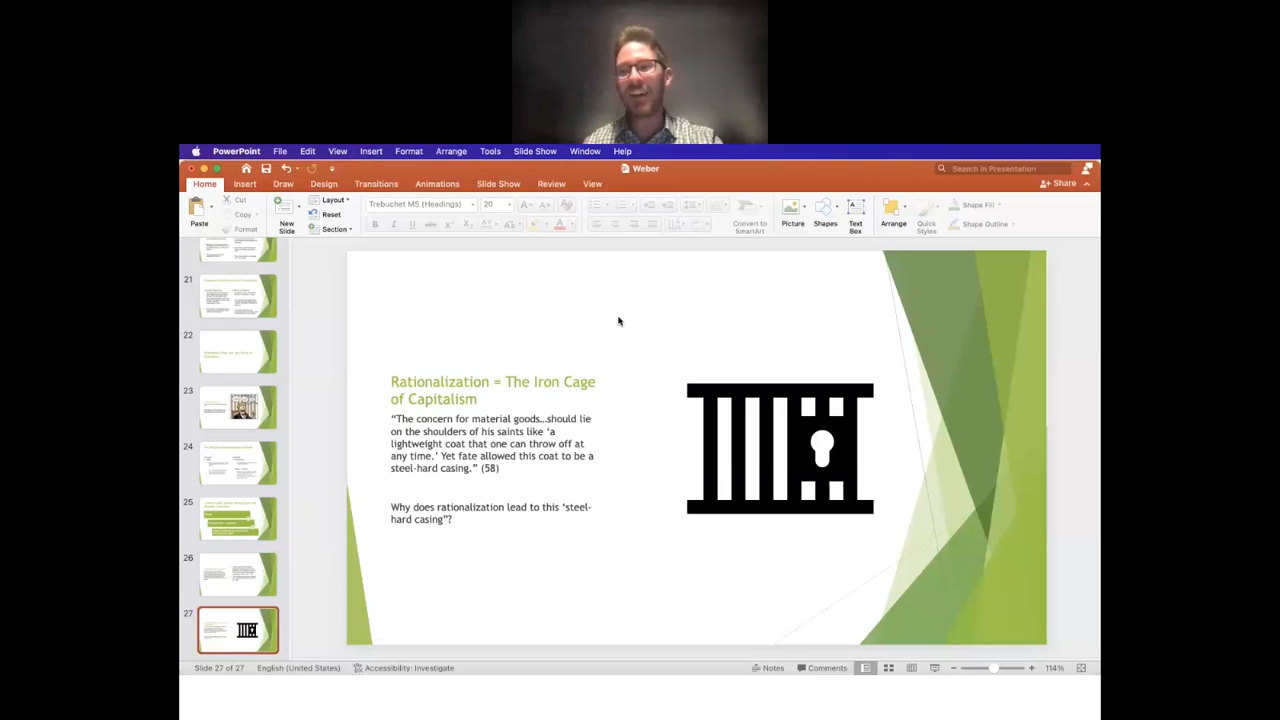 PowerPoint File Edit View Insert Format Arrange Tools Slide Show Window Help
Weber
Search in Presentation
Home Insert Draw Design Transitions Animations Slide Show Review View
Share
Paste
Cut
Copy
Format
New
Slide
Layout
Reset
Section
Trebuchet MS (Headings)
20
Convert to
SmartArt
Picture
Shapes
Text
Box
Arrange
Quick
Styles
Shape Fill
Shape Outline
21
22
23
24
25
26
27
Rationalization = The Iron Cage
of Capitalism
“The concern for material goods…should lie
on the shoulders of his saints like ‘a
lightweight coat that one can throw off at
any time.’ Yet fate allowed this coat to be a
steel-hard casing.” (58)
Why does rationalization lead to this ‘steel-
hard casing”?
Slide 27 of 27
English (United States)
Accessibility: Investigate
Notes
Comments
114%